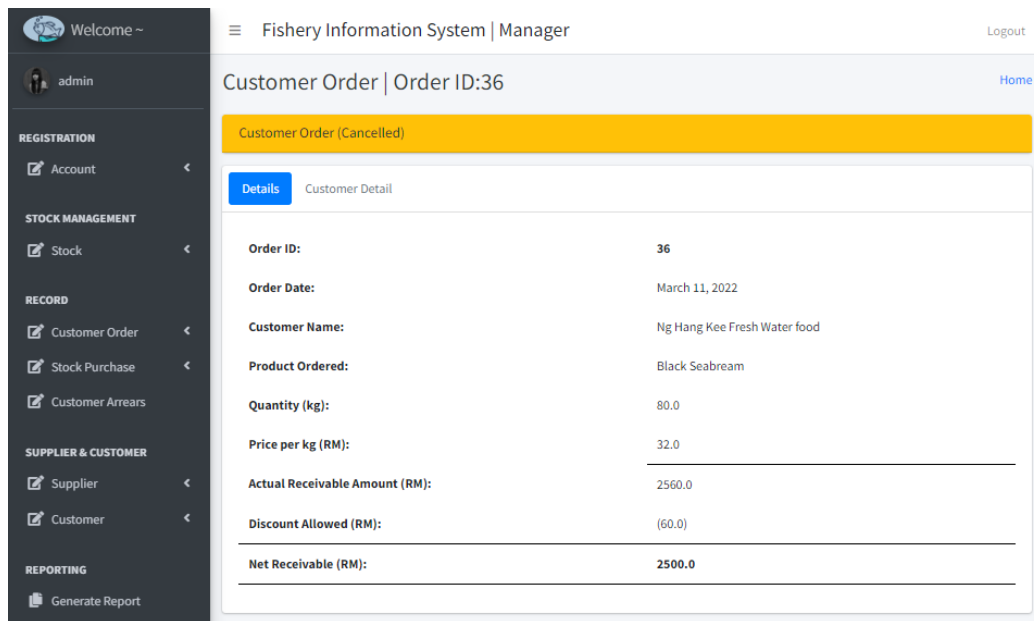 Welcome ~
Fishery Information System | Manager
Logout
admin
Customer Order | Order ID:36
Home
Customer Order (Cancelled)
REGISTRATION
Account
STOCK MANAGEMENT
Stock
RECORD
Customer Order
Stock Purchase
Customer Arrears
SUPPLIER & CUSTOMER
Supplier
Customer
REPORTING
Generate Report
Details Customer Detail
Order ID: 36
Order Date: March 11, 2022
Customer Name: Ng Hang Kee Fresh Water food
Product Ordered: Black Seabream
Quantity (kg): 80.0
Price per kg (RM): 32.0
Actual Receivable Amount (RM): 2560.0
Discount Allowed (RM): (60.0)
Net Receivable (RM): 2500.0